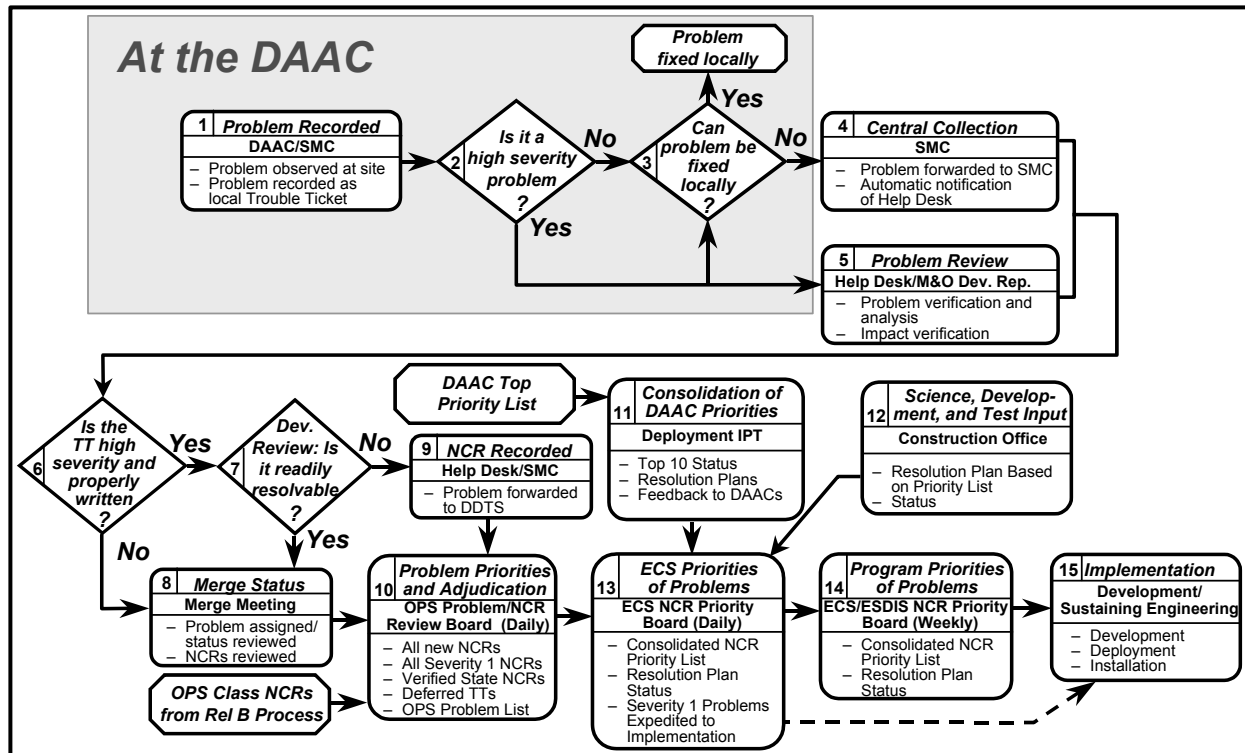 At the DAAC
Problem
fixed locally
Yes
1 Problem Recorded
DAAC/SMC
– Problem observed at site
– Problem recorded as
local Trouble Ticket
2
Is it a
high severity
problem
?
No
Yes
3
Can
problem be
fixed
locally
?
No
4 Central Collection
SMC
– Problem forwarded to SMC
– Automatic notification
of Help Desk
5 Problem Review
Help Desk/M&O Dev. Rep.
– Problem verification and
analysis
– Impact verification
6
Is the
TT high
severity and
properly
written
?
Yes
No
7
Dev.
Review: Is
it readily
resolvable
?
No
Yes
8 Merge Status
Merge Meeting
– Problem assigned/
status reviewed
– NCRs reviewed
9 NCR Recorded
Help Desk/SMC
– Problem forwarded
to DDTS
DAAC Top
Priority List
OPS Class NCRs
from Rel B Process
10 Problem Priorities
and Adjudication
OPS Problem/NCR
Review Board (Daily)
– All new NCRs
– All Severity 1 NCRs
– Verified State NCRs
– Deferred TTs
– OPS Problem List
11 Consolidation of
DAAC Priorities
Deployment IPT
– Top 10 Status
– Resolution Plans
– Feedback to DAACs
12 Science, Develop-
ment, and Test Input
Construction Office
– Resolution Plan Based
on Priority List
– Status
13 ECS Priorities
of Problems
ECS NCR Priority
Board (Daily)
– Consolidated NCR
Priority List
– Resolution Plan
Status
– Severity 1 Problems
Expedited to
Implementation
14 Program Priorities
of Problems
ECS/ESDIS NCR Priority
Board (Weekly)
– Consolidated NCR
Priority List
– Resolution Plan
Status
15 Implementation
Development/
Sustaining Engineering
– Development
– Deployment
– Installation